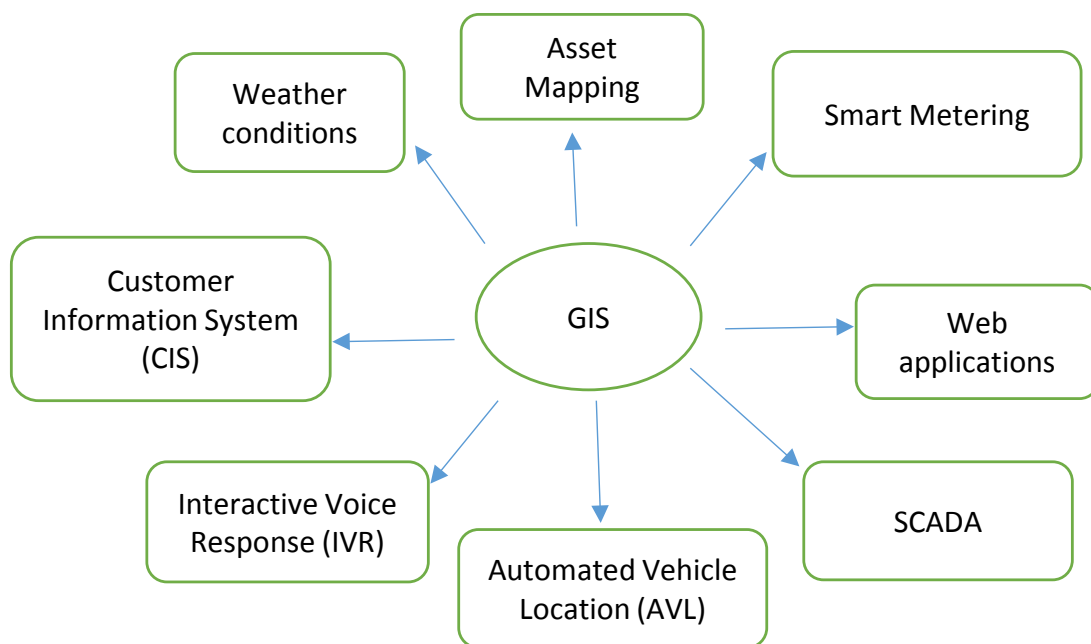 Asset
Mapping
Weather
conditions
Smart Metering
Customer
Information System
(CIS)
GIS
Web
applications
Interactive Voice
Response (IVR)
SCADA
Automated Vehicle
Location (AVL)